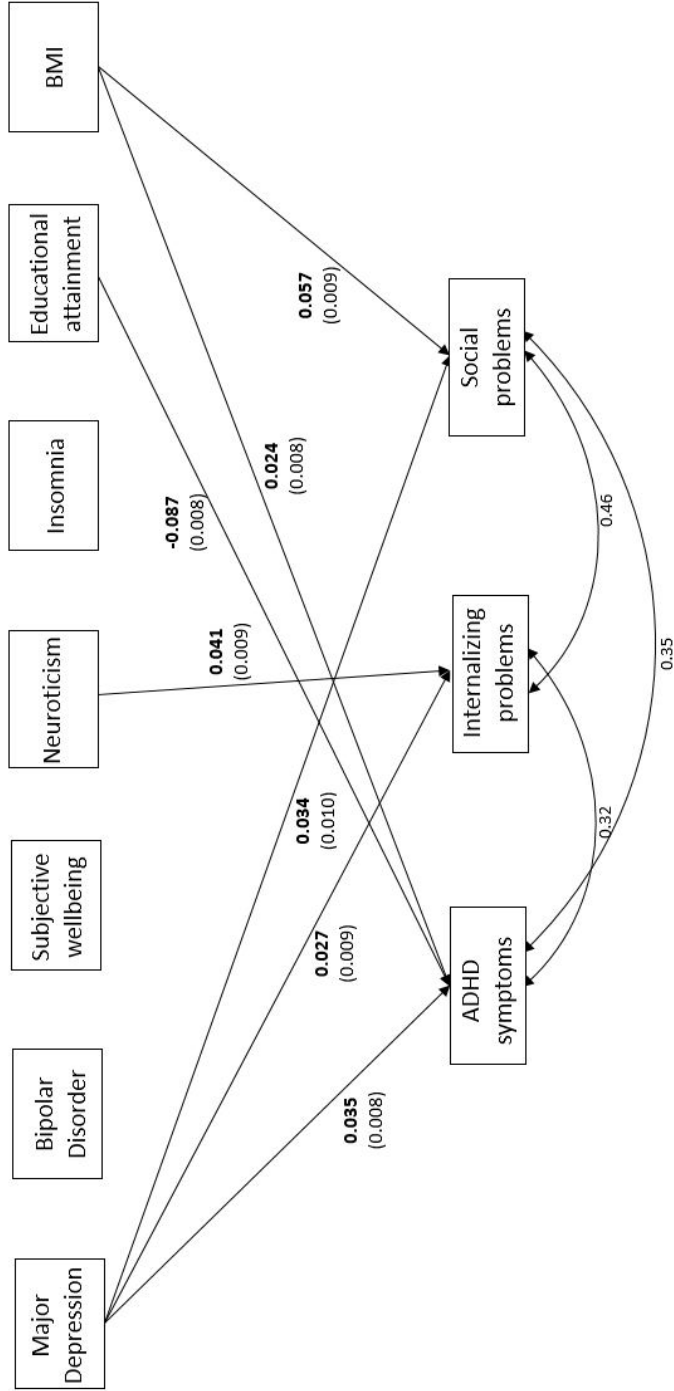 Major
Depression
Bipolar
Disorder
Subjective
wellbeing
Neuroticism
Insomnia
Educational
attainment
BMI
0.035
(0.008)
0.027
(0.009)
0.034
(0.010)
0.041
(0.009)
-0.087
(0.008)
0.024
(0.008)
0.057
(0.009)
ADHD
symptoms
Internalizing
problems
Social
problems
0.32
0.46
0.35